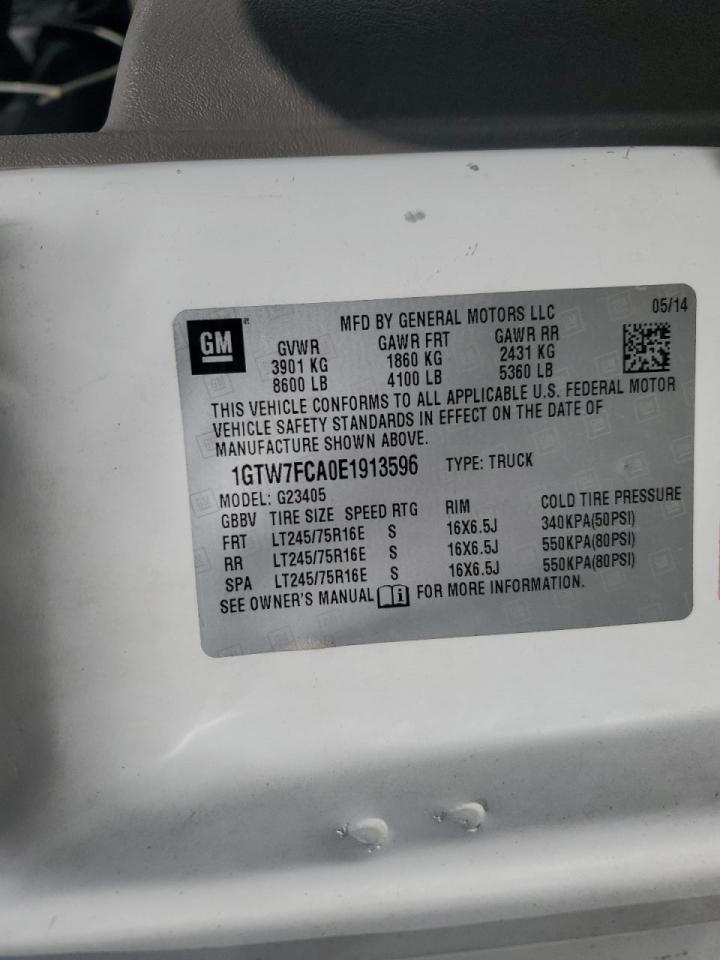 GM
MFD BY GENERAL MOTORS LLC 05/14
GVWR GAWR FRT GAWR RR
3901 KG 1860 KG 2431 KG
8600 LB 4100 LB 5360 LB
THIS VEHICLE CONFORMS TO ALL APPLICABLE U.S. FEDERAL MOTOR
VEHICLE SAFETY STANDARDS IN EFFECT ON THE DATE OF
MANUFACTURE SHOWN ABOVE.
1GTW7FCA0E1913596 TYPE: TRUCK
MODEL: G23405
GBBV TIRE SIZE SPEED RTG RIM COLD TIRE PRESSURE
FRT LT245/75R16E S 16X6.5J 340KPA(50PSI)
RR LT245/75R16E S 16X6.5J 550KPA(80PSI)
SPA LT245/75R16E S 16X6.5J 550KPA(80PSI)
SEE OWNER'S MANUAL FOR MORE INFORMATION.